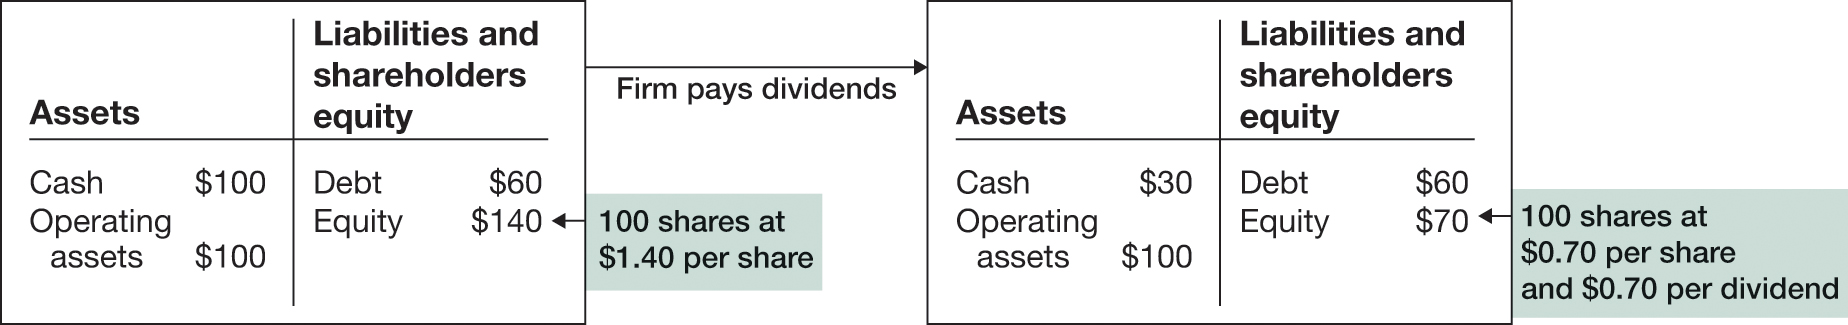 Assets
Liabilities and
shareholders
equity
Cash $100
Operating
assets $100
Debt $60
Equity $140
100 shares at
$1.40 per share
Firm pays dividends
Assets
Liabilities and
shareholders
equity
Cash $30
Operating
assets $100
Debt $60
Equity $70
100 shares at
$0.70 per share
and $0.70 per dividend